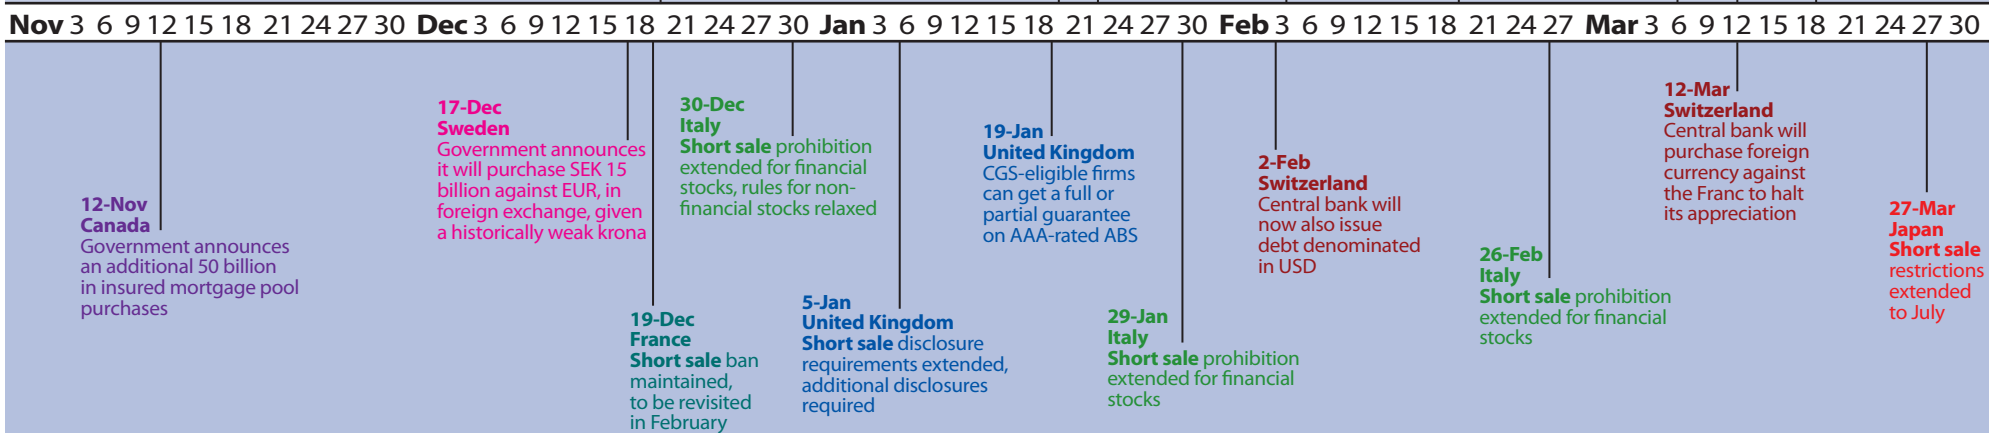 Nov 3 6 9 12 15 18 21 24 27 30 Dec 3 6 9 12 15 18 21 24 27 30 Jan 3 6 9 12 15 18 21 24 27 30 Feb 3 6 9 12 15 18 21 24 27 Mar 3 6 9 12 15 18 21 24 27 30
12-Nov
Canada
Government announces
an additional 50 billion
in insured mortgage pool
purchases
17-Dec
Sweden
Government announces
it will purchase SEK 15
billion against EUR, in
foreign exchange, given
a historically weak krona
19-Dec
France
Short sale ban
maintained,
to be revisited
in February
30-Dec
Italy
Short sale prohibition
extended for financial
stocks, rules for non-
financial stocks relaxed
5-Jan
United Kingdom
Short sale disclosure
requirements extended,
additional disclosures
required
19-Jan
United Kingdom
CGS-eligible firms
can get a full or
partial guarantee
on AAA-rated ABS
29-Jan
Italy
Short sale prohibition
extended for financial
stocks
2-Feb
Switzerland
Central bank will
now also issue
debt denominated
in USD
26-Feb
Italy
Short sale prohibition
extended for financial
stocks
12-Mar
Switzerland
Central bank will
purchase foreign
currency against
the Franc to halt
its appreciation
27-Mar
Japan
Short sale
restrictions
extended
to July